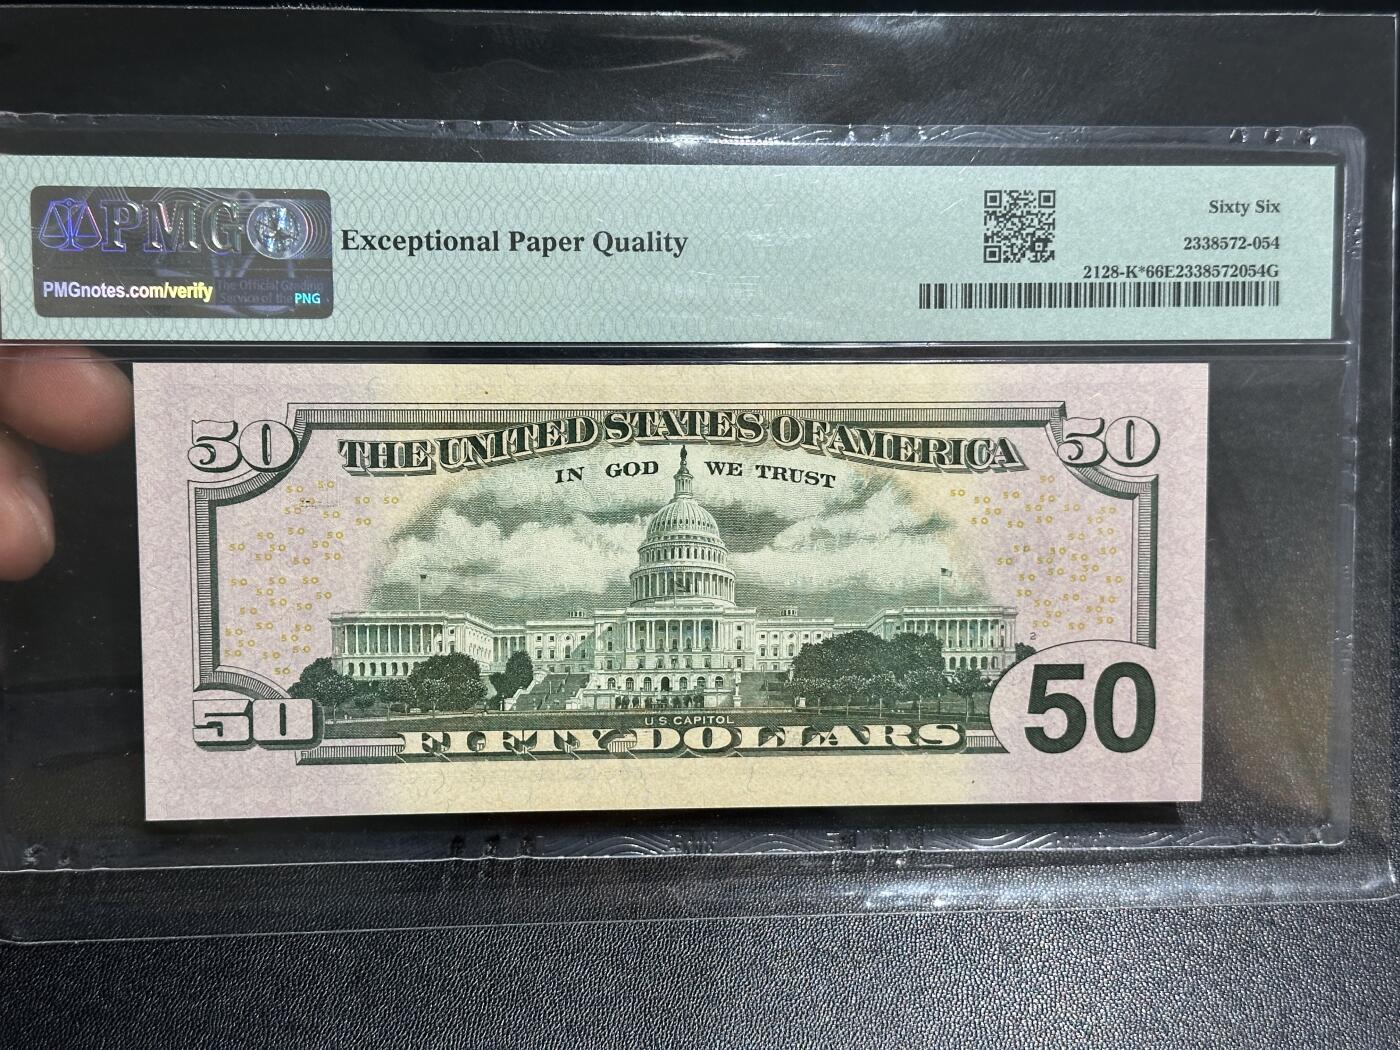 PMG
PMGnotes.com/verify
The Official Grading
Service of the PNG
Exceptional Paper Quality
Sixty Six
2338572-054
2128-K*66E2338572054G
50 50
THE UNITED STATES OF AMERICA
IN GOD WE TRUST
2
50 50
U.S. CAPITOL
FIFTY DOLLARS